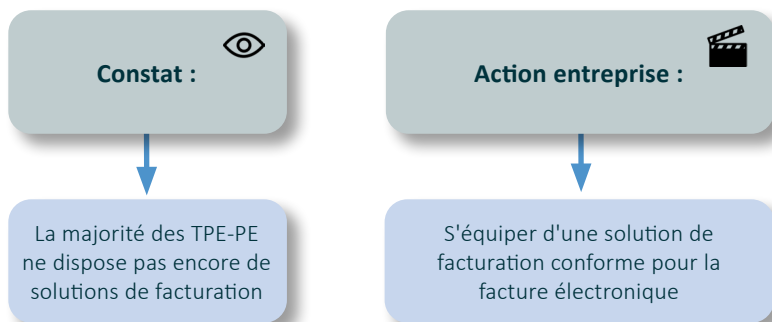 Constat :
La majorité des TPE-PE
ne dispose pas encore de
solutions de facturation
Action entreprise :
S'équiper d'une solution de
facturation conforme pour la
facture électronique